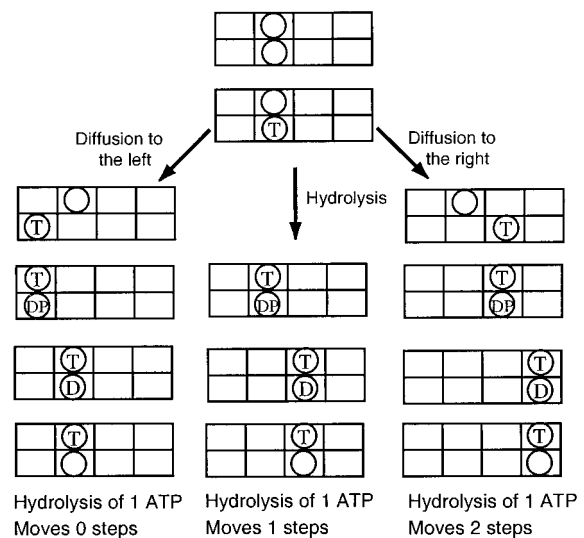 T
Diffusion to
the left
Diffusion to
the right
Hydrolysis
T
T
T
DP
T
DP
T
DP
T
D
T
D
T
D
T
T
T
Hydrolysis of 1 ATP
Moves 0 steps
Hydrolysis of 1 ATP
Moves 1 steps
Hydrolysis of 1 ATP
Moves 2 steps